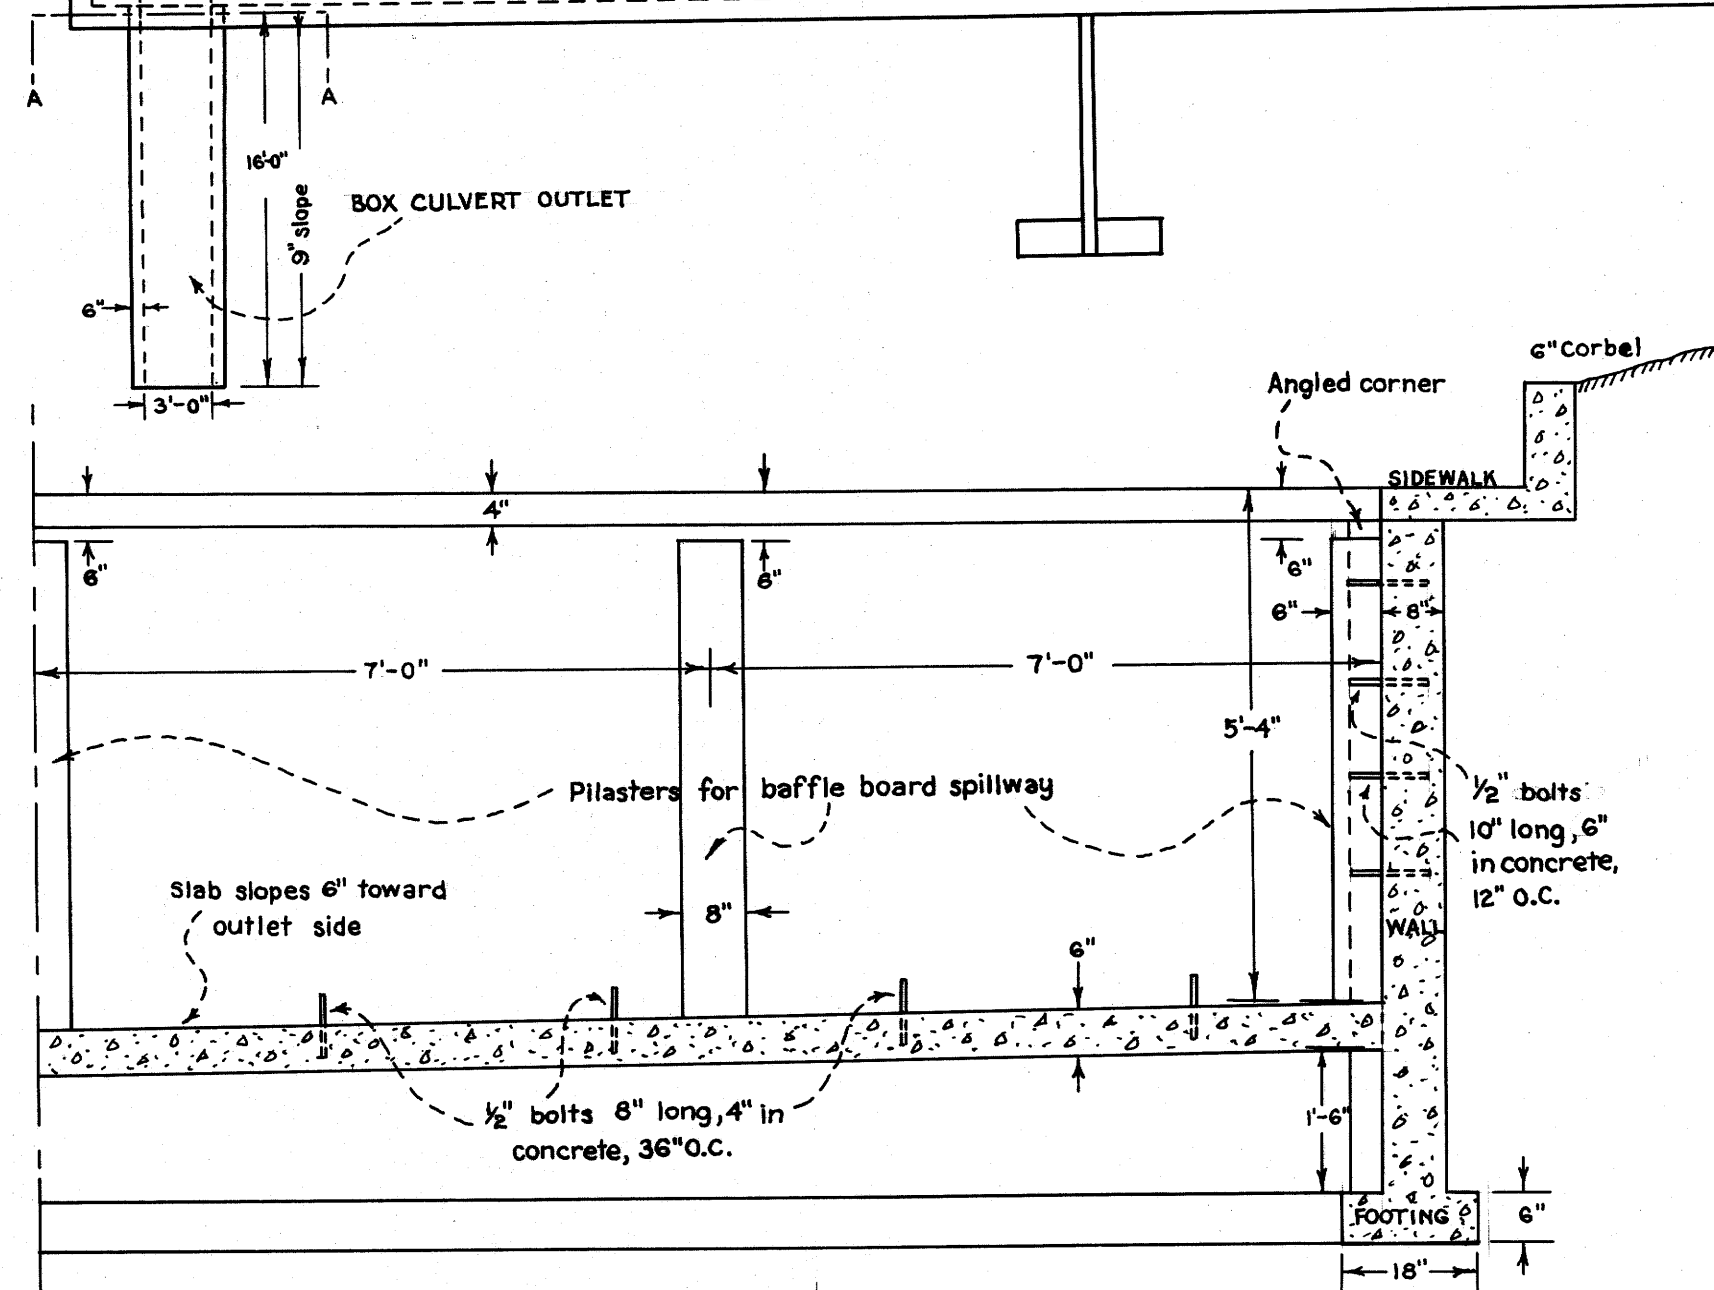 A
A
16'-0"
9" slope
BOX CULVERT OUTLET
6"
3'-0"
6" Corbel
Angled corner
SIDEWALK
4"
6"
6"
6"
6"
8"
7'-0"
7'-0"
5'-4"
Pilasters for baffle board spillway
½" bolts
10" long, 6"
in concrete,
12" O.C.
Slab slopes 6" toward
outlet side
8"
WALL
6"
½" bolts 8" long, 4" in
concrete, 36" O.C.
1'-6"
FOOTING
6"
18"